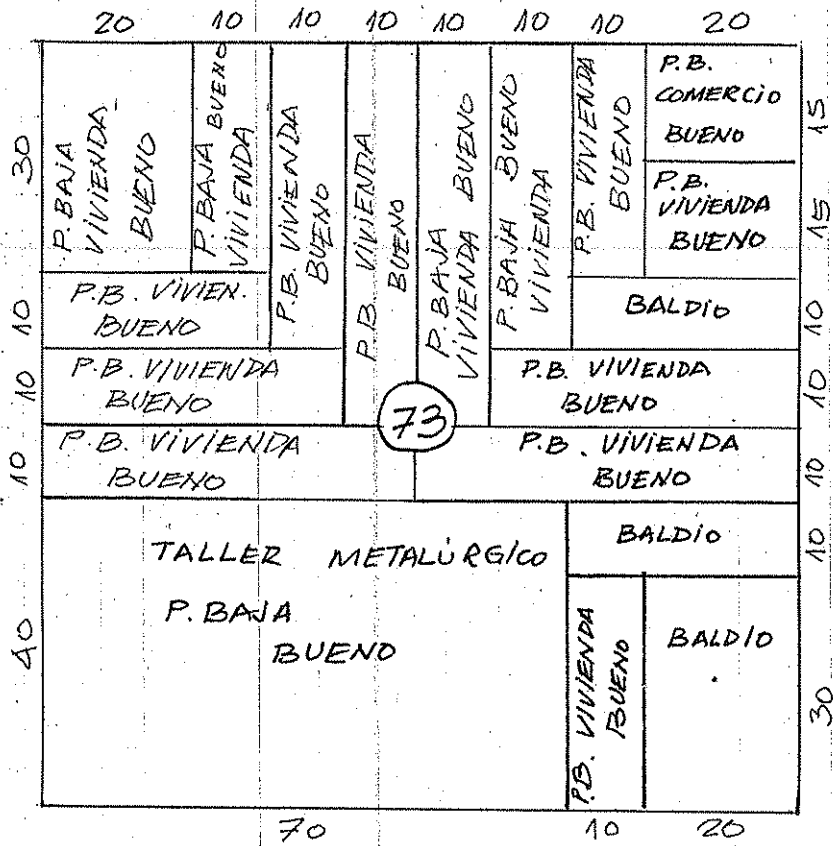 20 10 10 10 10 10 10 20
30
10
10
10
40
P.BAJA
VIVIENDA
BUENO
P.BAJA BUENO
VIVIENDA
P.B. VIVIENDA
BUENO
P.B. VIVIENDA
BUENO
P.BAJA
VIVIENDA BUENO
P.BAJA BUENO
VIVIENDA
P.B. VIVIENDA
BUENO
P.B.
COMERCIO
BUENO
P.B.
VIVIENDA
BUENO
15
15
10
10
10
10
30
P.B. VIVIEN.
BUENO
BALDIO
P.B. VIVIENDA
BUENO
P.B. VIVIENDA
BUENO
73
P.B. VIVIENDA
BUENO
P.B. VIVIENDA
BUENO
TALLER METALÚRGICO
P. BAJA
BUENO
BALDIO
P.B. VIVIENDA
BUENO
BALDIO
70 10 20